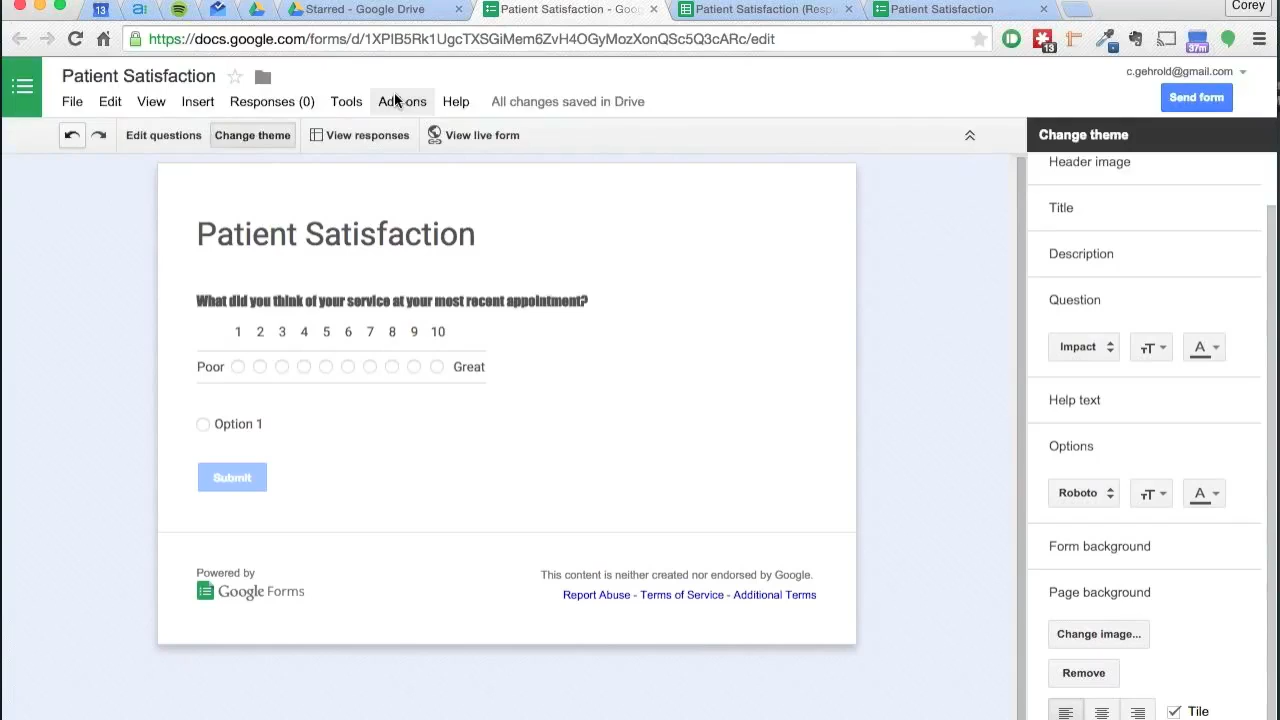 13
Starred - Google Drive
Patient Satisfaction - Goo
Patient Satisfaction (Resp
Patient Satisfaction
Corey
https://docs.google.com/forms/d/1XPIB5Rk1UgcTXSGiMem6ZvH4OGyMozXonQSc5Q3cARc/edit
13
37m
Patient Satisfaction
c.gehrold@gmail.com
File Edit View Insert Responses (0) Tools Add-ons Help All changes saved in Drive
Send form
Edit questions Change theme View responses View live form
Change theme
Header image
Title
Description
Question
Impact
Help text
Options
Roboto
Form background
Page background
Change image...
Remove
Tile
Patient Satisfaction
What did you think of your service at your most recent appointment?
1 2 3 4 5 6 7 8 9 10
Poor Great
Option 1
Submit
Powered by
Google Forms
This content is neither created nor endorsed by Google.
Report Abuse - Terms of Service - Additional Terms